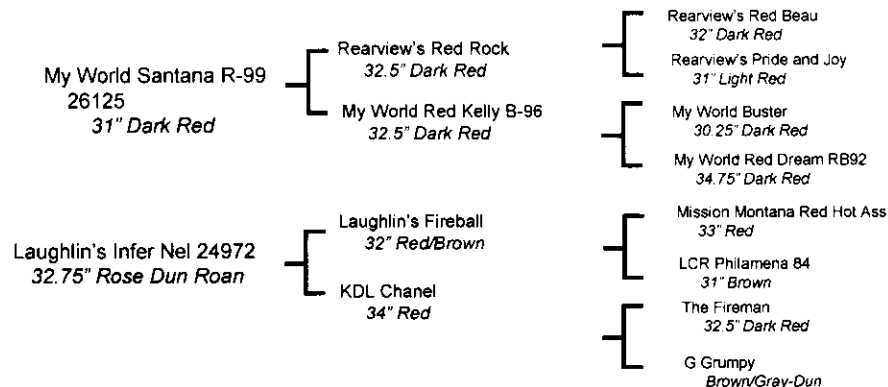 My World Santana R-99
26125
31" Dark Red
Laughlin's Infer Nel 24972
32.75" Rose Dun Roan
Rearview's Red Rock
32.5" Dark Red
My World Red Kelly B-96
32.5" Dark Red
Laughlin's Fireball
32" Red/Brown
KDL Chanel
34" Red
Rearview's Red Beau
32" Dark Red
Rearview's Pride and Joy
31" Light Red
My World Buster
30.25" Dark Red
My World Red Dream RB92
34.75" Dark Red
Mission Montana Red Hot Ass
33" Red
LCR Philamena 84
31" Brown
The Fireman
32.5" Dark Red
G Grumpy
Brown/Gray-Dun